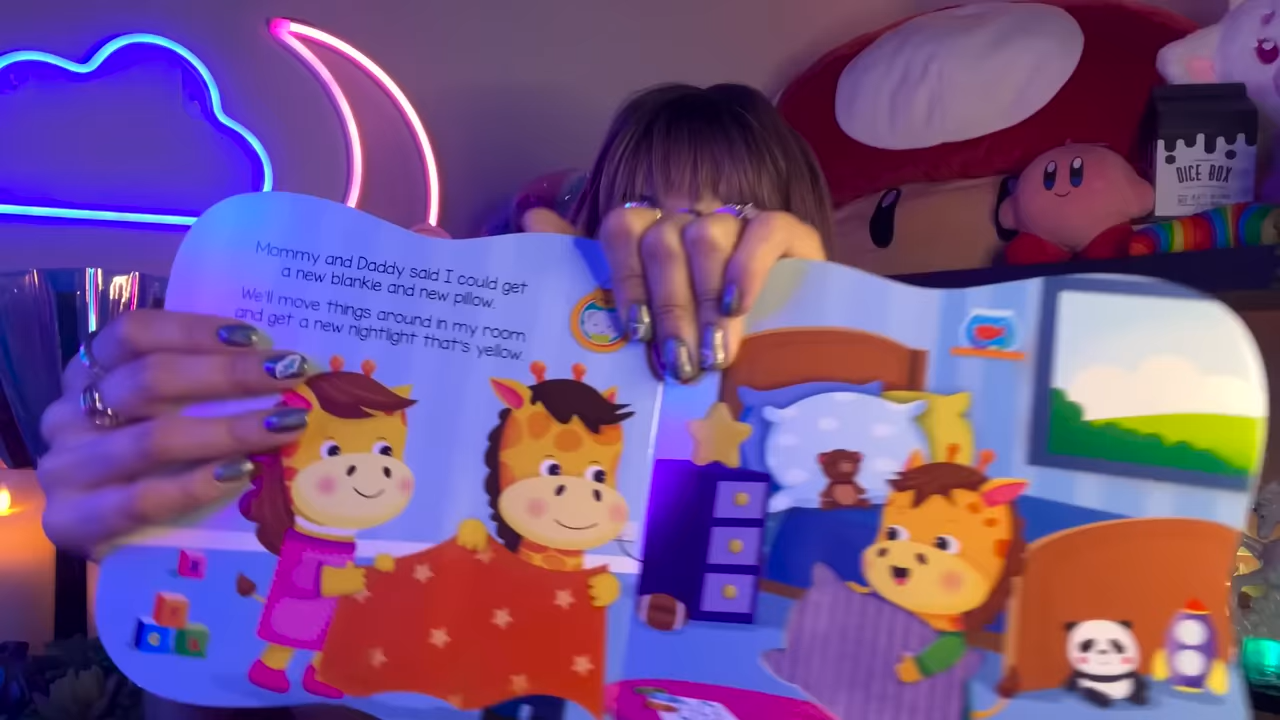 Mommy and Daddy said I could get
a new blankie and new pillow.
We'll move things around in my room
and get a new nightlight that's yellow.
DICE BOX